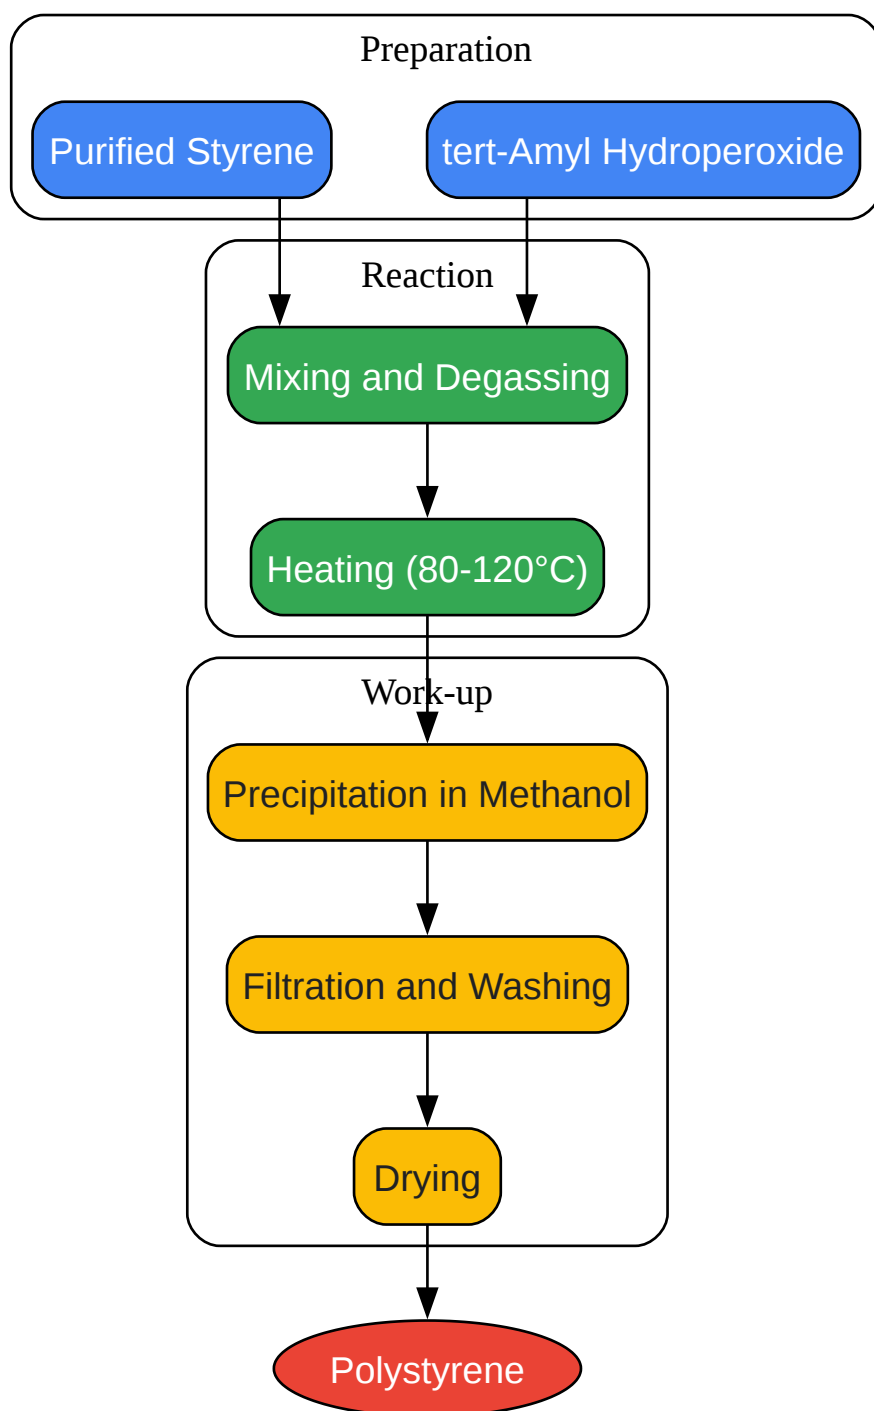 Preparation
Purified Styrene
tert-Amyl Hydroperoxide
Reaction
Mixing and Degassing
Heating (80-120°C)
Work-up
Precipitation in Methanol
Filtration and Washing
Drying
Polystyrene